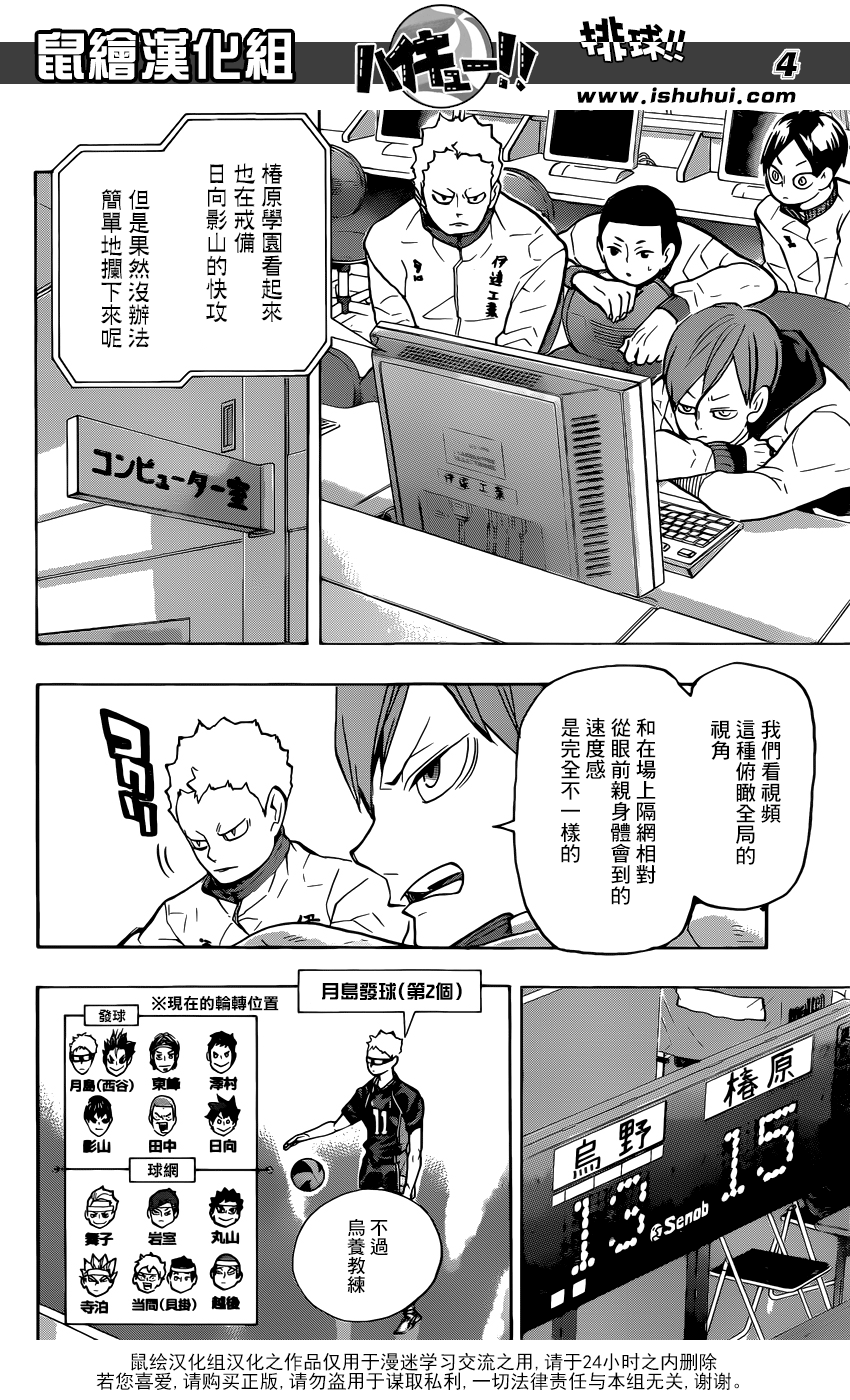 鼠繪漢化組
ハイキュー!!
排球!!
4
www.ishuhui.com
椿原學園看起來
也在戒備
日向影山的快攻
但是果然沒辦法
簡單地攔下來呢
伊達工業
伊達工業
コンピューター室
我們看視頻
這種俯瞰全局的
視角
和在場上隔網相對
從眼前親身體會到的
速度感
是完全不一樣的
伊
月島發球(第2個)
※現在的輪轉位置
發球
月島(西谷)
東峰
澤村
影山
田中
日向
球網
舞子
岩室
丸山
寺泊
当間(貝掛)
越後
11
不過
烏養教練
椿原
烏野
15
13
Senob
鼠绘汉化组汉化之作品仅用于漫迷学习交流之用, 请于24小时之内删除
若您喜爱, 请购买正版, 请勿盗用于谋取私利, 一切法律责任与本组无关, 谢谢。